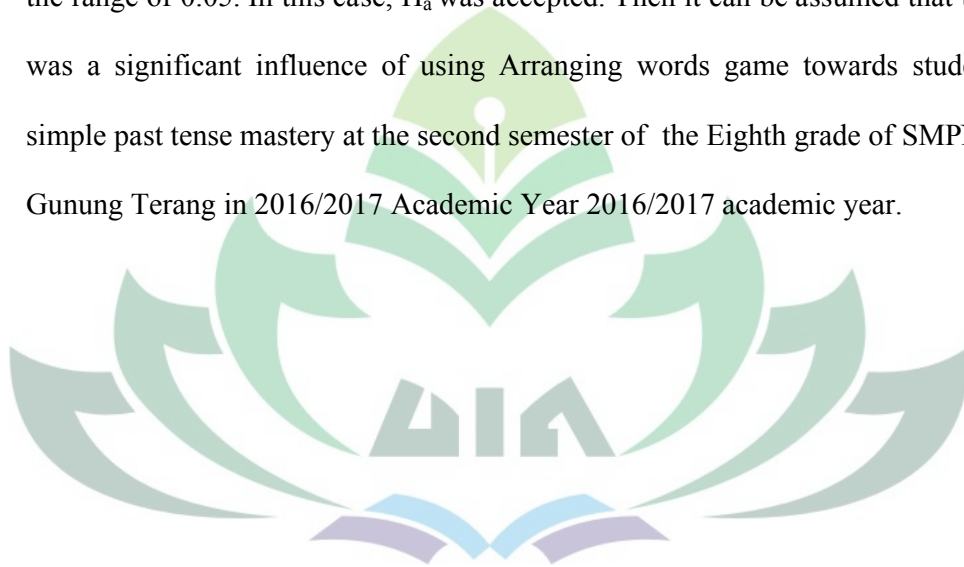 the range of 0.05. In this case, Hₐ was accepted. Then it can be assumed that
was a significant influence of using Arranging words game towards
simple past tense mastery at the second semester of the Eighth grade of
Gunung Terang in 2016/2017 Academic Year 2016/2017 academic year.
UIN